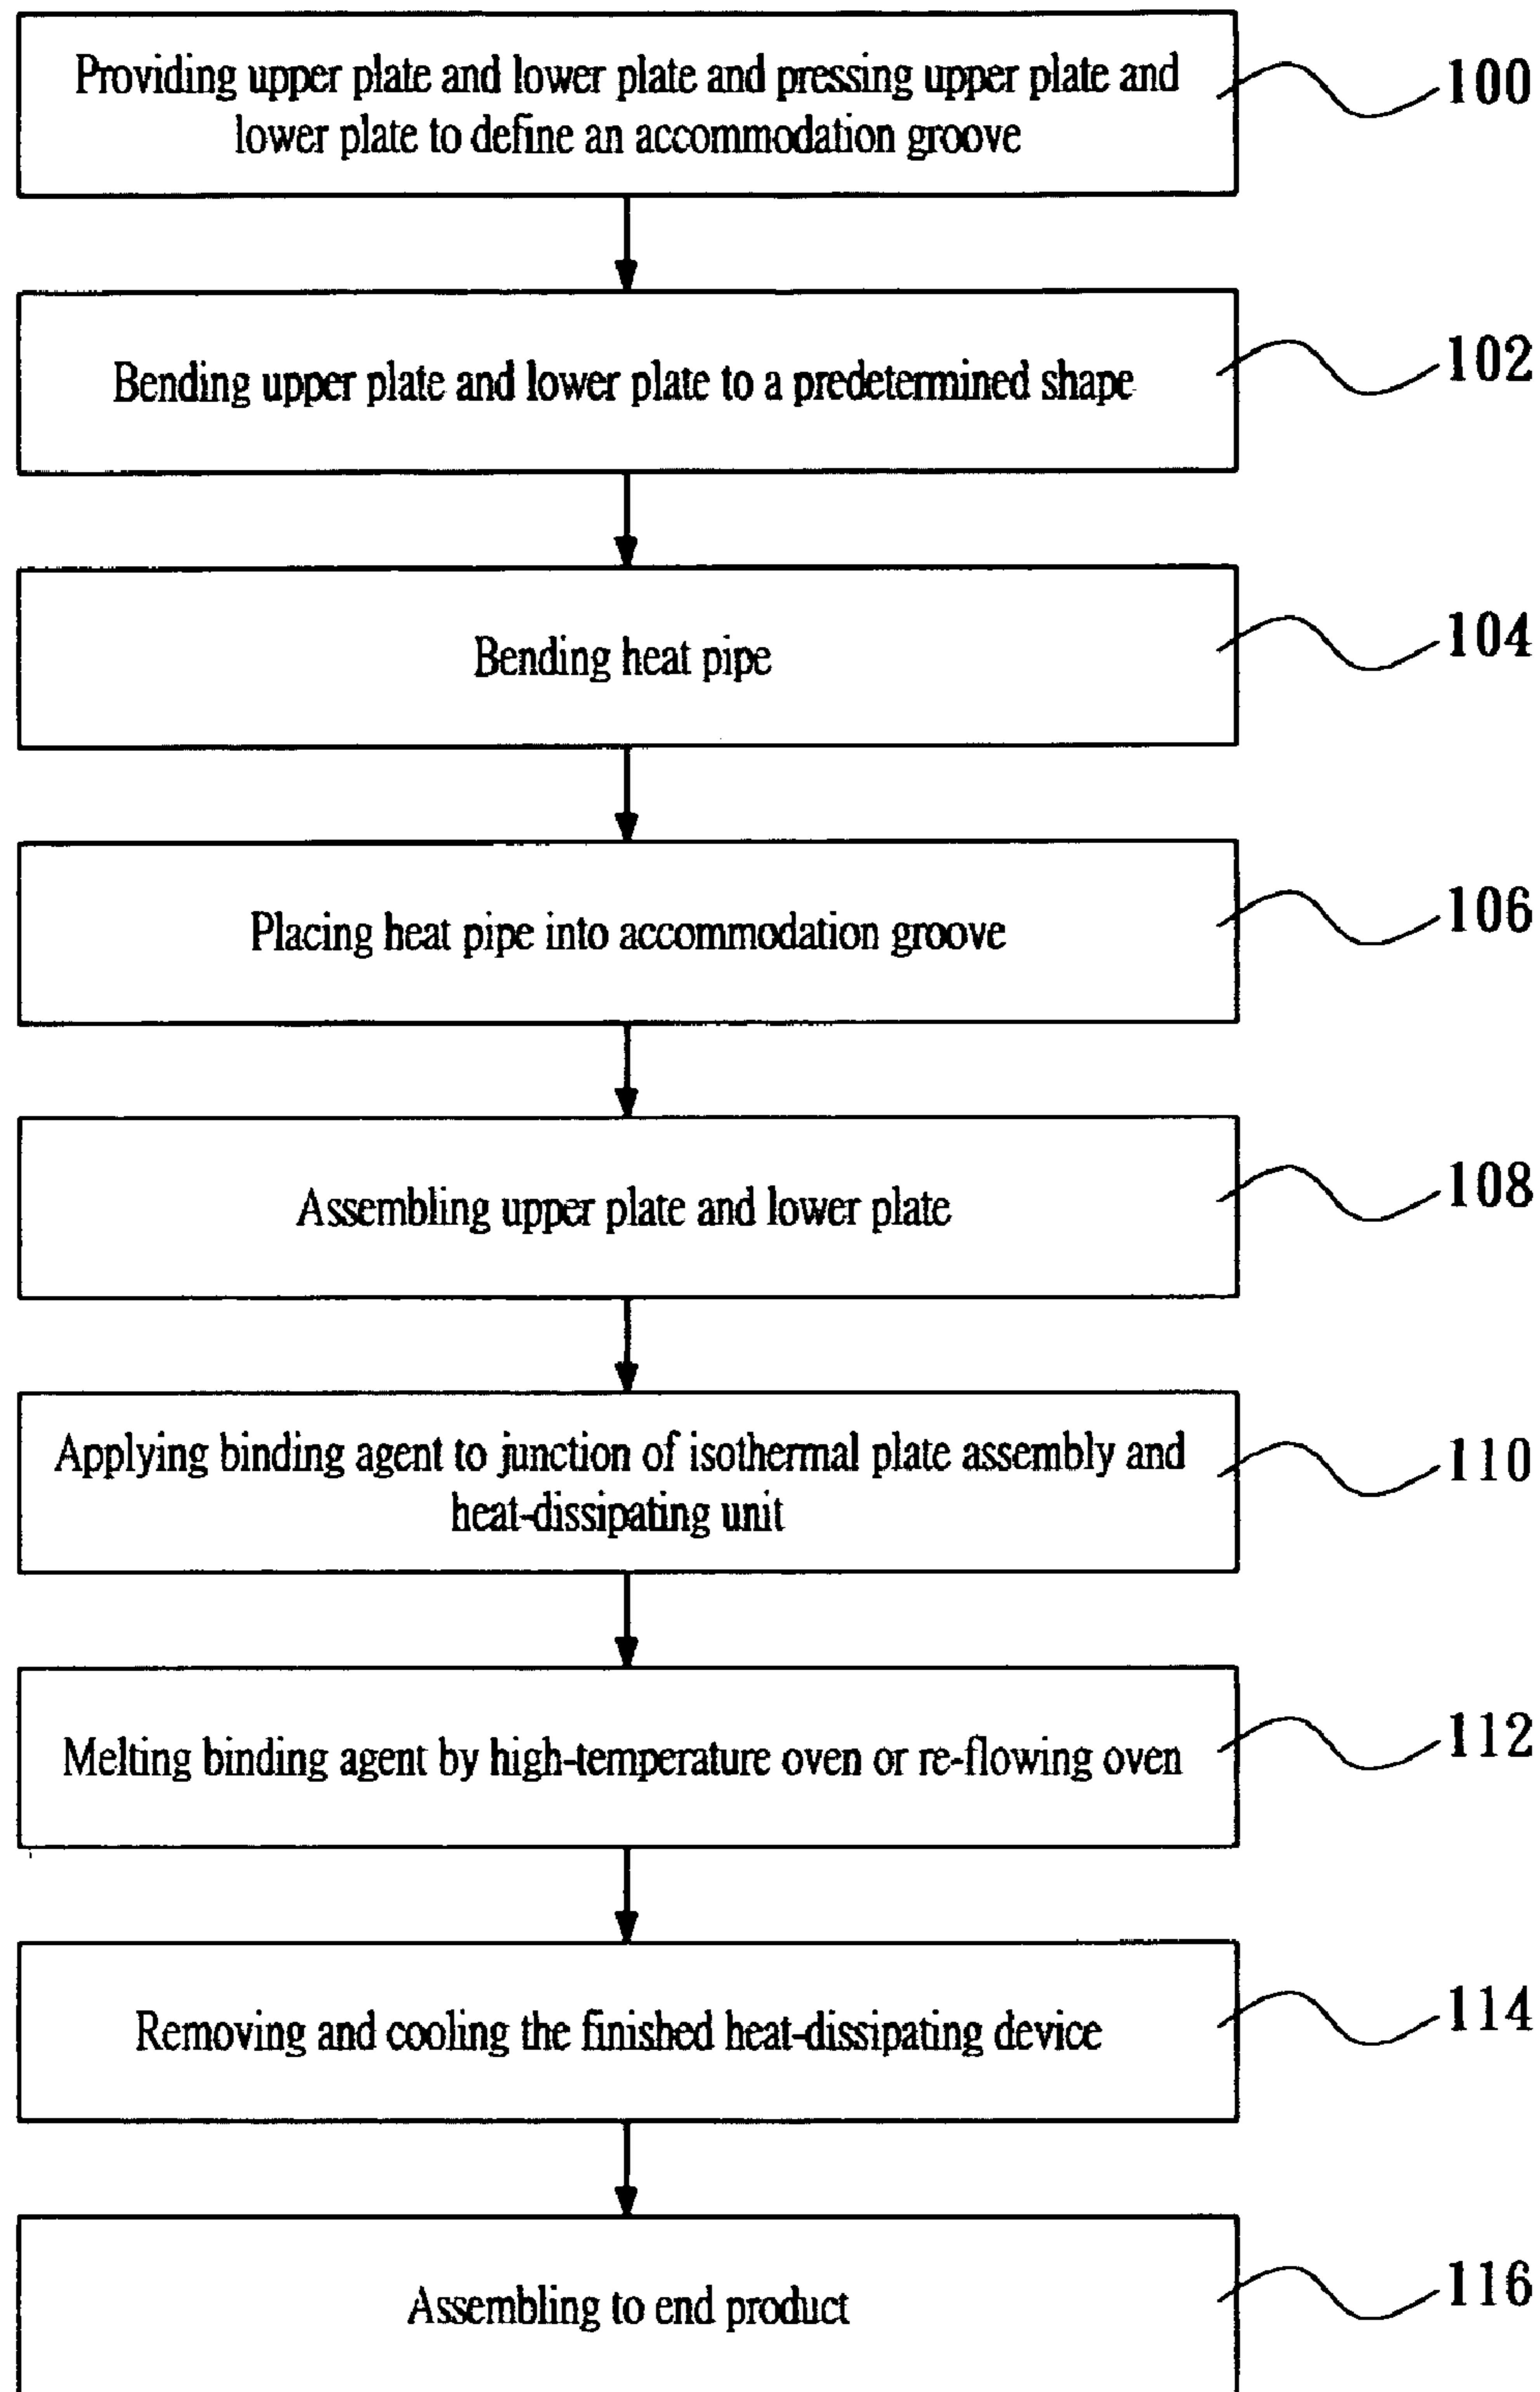 Providing upper plate and lower plate and pressing upper plate and
lower plate to define an accommodation groove
100
Bending upper plate and lower plate to a predetermined shape
102
Bending heat pipe
104
Placing heat pipe into accommodation groove
106
Assembling upper plate and lower plate
108
Applying binding agent to junction of isothermal plate assembly and
heat-dissipating unit
110
Melting binding agent by high-temperature oven or re-flowing oven
112
Removing and cooling the finished heat-dissipating device
114
Assembling to end product
116